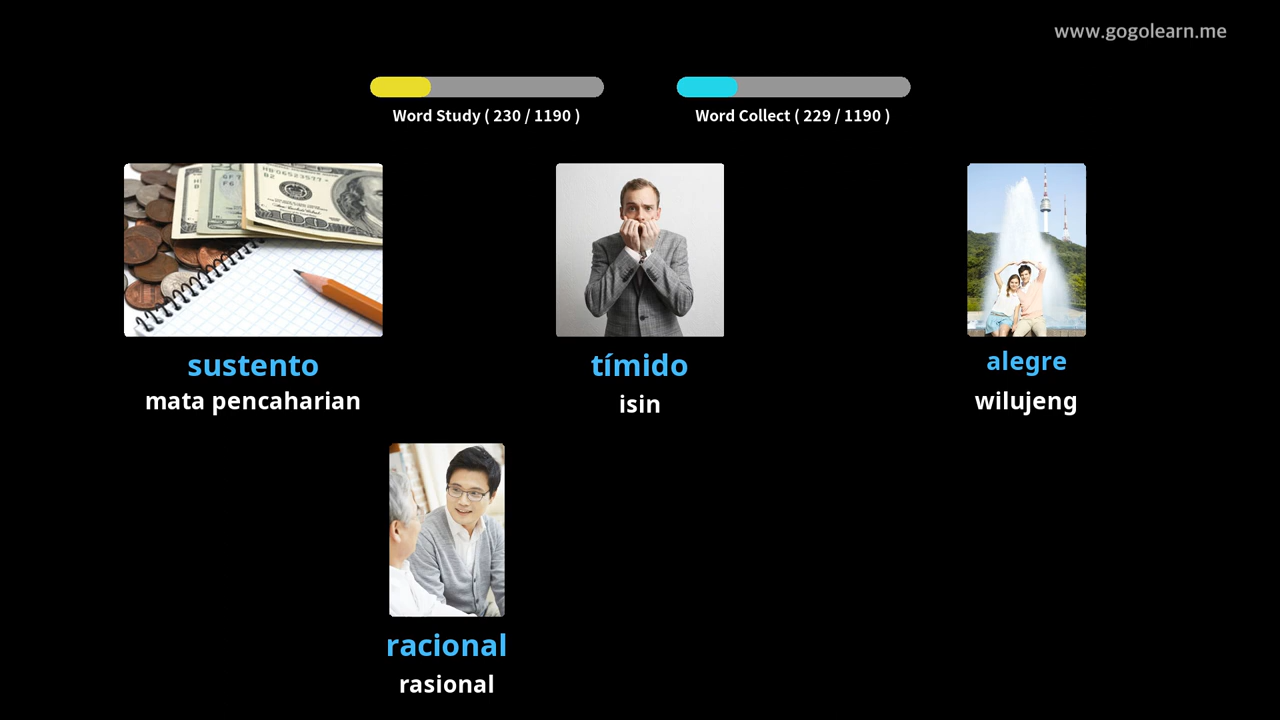 www.gogolearn.me
Word Study ( 230 / 1190 )
Word Collect ( 229 / 1190 )
sustento
mata pencaharian
tímido
isin
alegre
wilujeng
racional
rasional